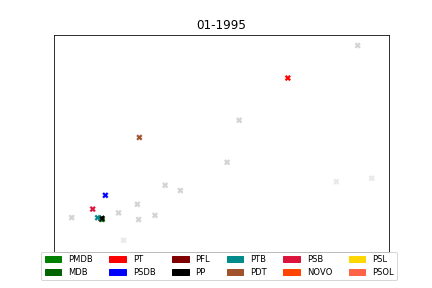 01-1995
PMDB PT PFL PTB PSB PSL
MDB PSDB PP PDT NOVO PSOL